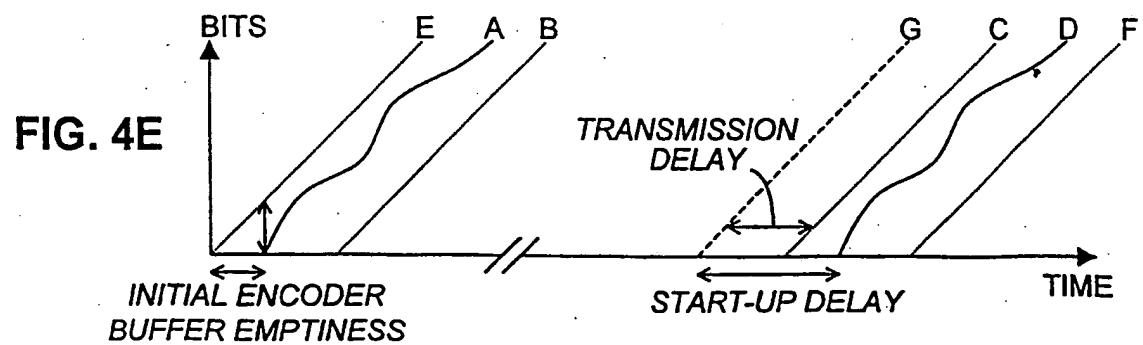 BITS
E
A
B
G
C
D
F
FIG. 4E
TRANSMISSION
DELAY
TIME
INITIAL ENCODER
BUFFER EMPTINESS
START-UP DELAY